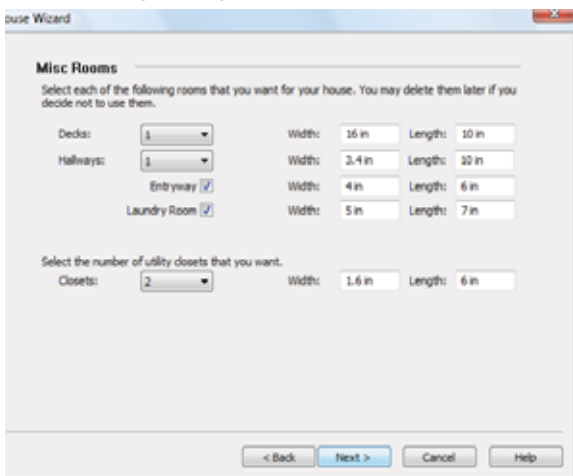 ouse Wizard
Misc Rooms
Select each of the following rooms that you want for your house. You may delete them later if you
decide not to use them.
Decks: 1 Width: 16 in Length: 10 in
Hallways: 1 Width: 3.4 in Length: 10 in
Entryway Width: 4 in Length: 6 in
Laundry Room Width: 5 in Length: 7 in
Select the number of utility closets that you want.
Closets: 2 Width: 1.6 in Length: 6 in
< Back Next > Cancel Help